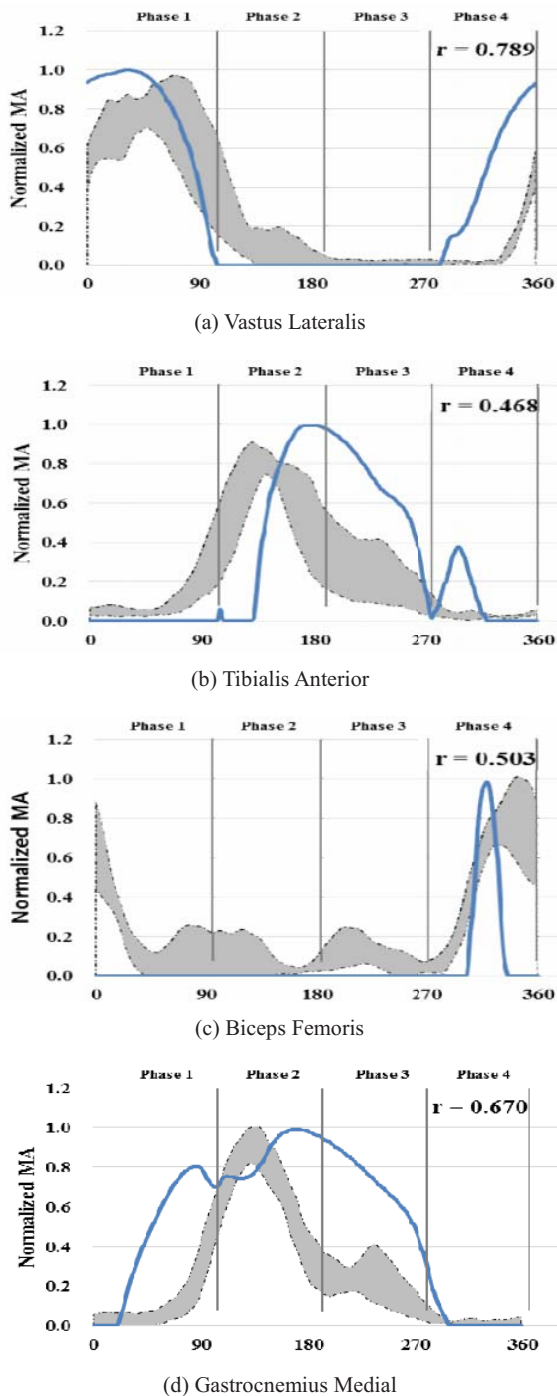 Phase 1 Phase 2 Phase 3 Phase 4
1.2
r = 0.789
1.0
0.8
0.6
0.4
0.2
0.0
Normalized MA
0 90 180 270 360
(a) Vastus Lateralis
Phase 1 Phase 2 Phase 3 Phase 4
1.2
r = 0.468
1.0
0.8
0.6
0.4
0.2
0.0
Normalized MA
0 90 180 270 360
(b) Tibialis Anterior
Phase 1 Phase 2 Phase 3 Phase 4
1.2
r = 0.503
1.0
0.8
0.6
0.4
0.2
0.0
Normalized MA
0 90 180 270 360
(c) Biceps Femoris
Phase 1 Phase 2 Phase 3 Phase 4
1.2
r – 0.670
1.0
0.8
0.6
0.4
0.2
0.0
Normalized MA
0 90 180 270 360
(d) Gastrocnemius Medial